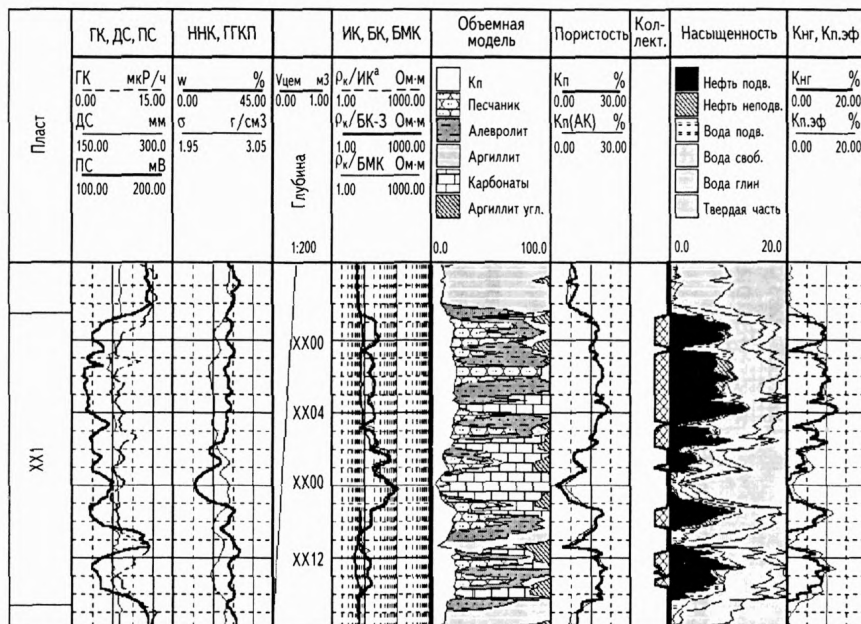 ГК, ДС, ПС
ННК, ГГКП
ИК, БК, БМК
Объемная модель
Пористость
Кол-лект.
Насыщенность
Кнг, Кп.эф
Пласт
ГК мкР/ч
0.00 15.00
ДС мм
150.00 300.0
ПС мВ
100.00 200.00
w %
0.00 45.00
σ г/см3
1.95 3.05
Vцем м3
0.00 1.00
Глубина
1:200
ρк/ИКа Ом·м
1.00 1000.00
ρк/БК-3 Ом·м
1.00 1000.00
ρк/БМК Ом·м
1.00 1000.00
Кп
Песчаник
Алевролит
Аргиллит
Карбонаты
Аргиллит угл.
0.0 100.0
Кп %
0.00 30.00
Кп(АК) %
0.00 30.00
Нефть подв.
Нефть неподв.
Вода подв.
Вода своб.
Вода глин
Твердая часть
0.0 20.0
Кнг %
0.00 20.00
Кп.эф %
0.00 20.00
XX1
XX00
XX04
XX00
XX12